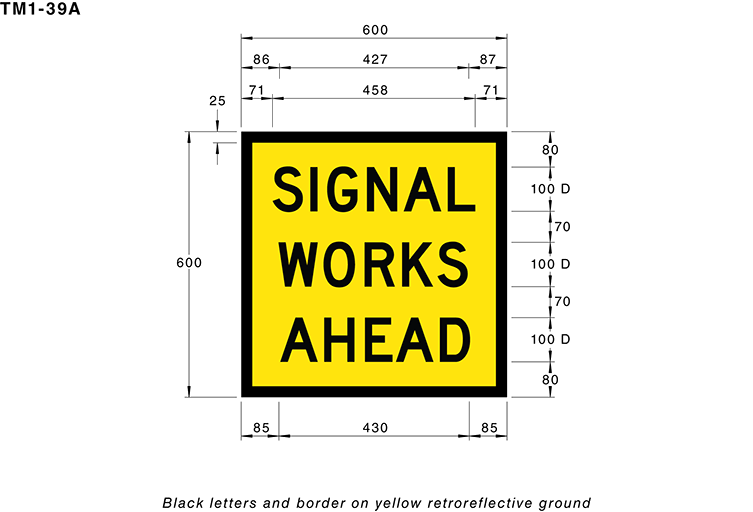 TM1-39A
600
86 427 87
71 458 71
25
80
SIGNAL
100 D
70
600
WORKS
100 D
70
AHEAD
100 D
80
85 430 85
Black letters and border on yellow retroreflective ground